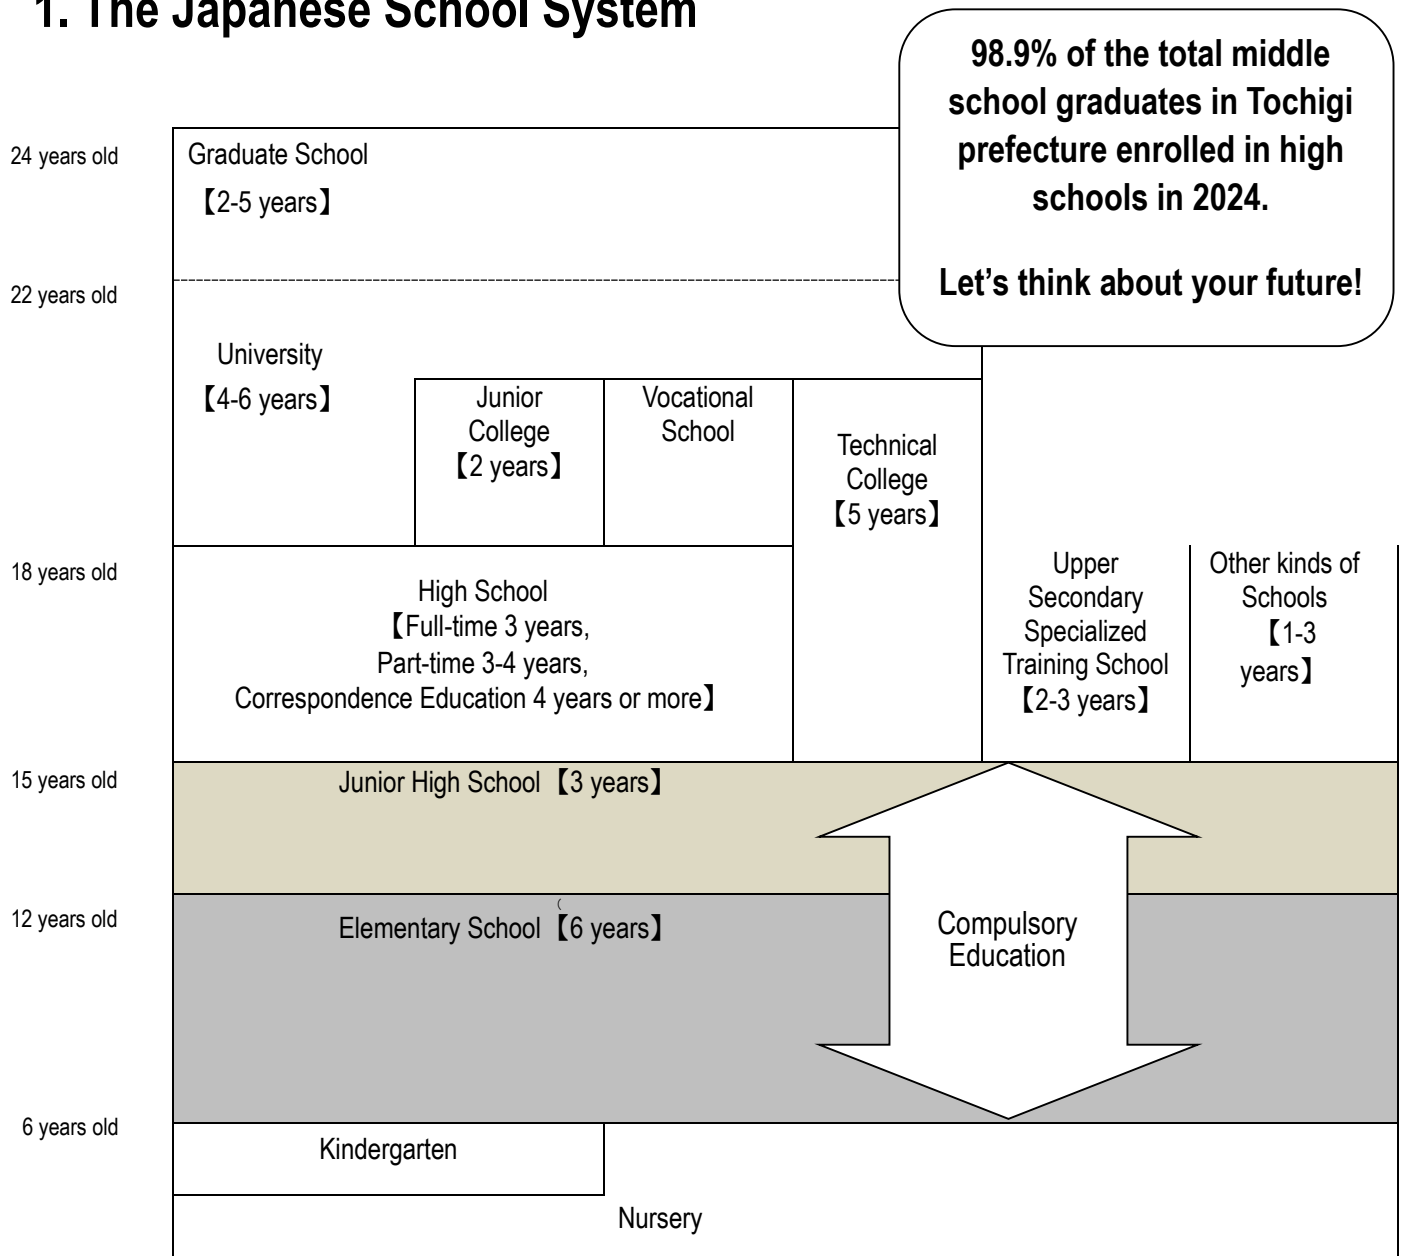 1. The Japanese School System
98.9% of the total middle
school graduates in Tochigi
prefecture enrolled in high
schools in 2024.
Let's think about your future!
24 years old
Graduate School
【2-5 years】
22 years old
University
【4-6 years】
Junior
College
【2 years】
Vocational
School
Technical
College
【5 years】
18 years old
High School
【Full-time 3 years,
Part-time 3-4 years,
Correspondence Education 4 years or more】
Upper
Secondary
Specialized
Training School
【2-3 years】
Other kinds of
Schools
【1-3
years】
15 years old
Junior High School【3 years】
12 years old
(
Elementary School【6 years】
Compulsory
Education
6 years old
Kindergarten
Nursery